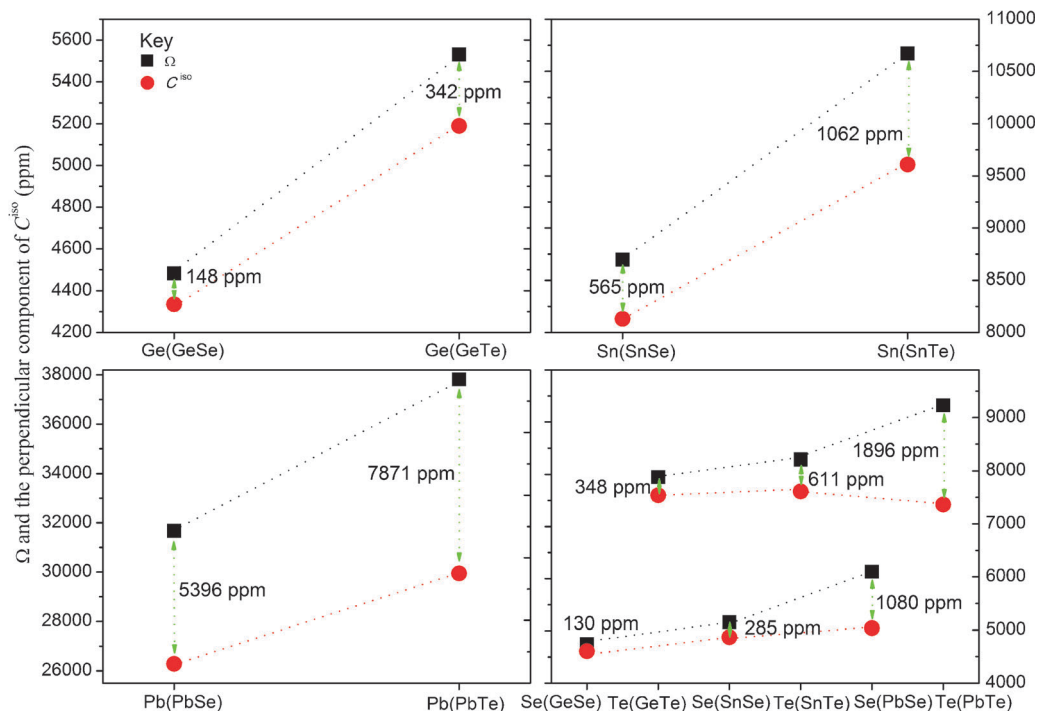 Ω and the perpendicular component of C^iso (ppm)
Key
Ω
C^iso
5600
5400
5200
5000
4800
4600
4400
4200
342 ppm
148 ppm
Ge(GeSe) Ge(GeTe)
11000
10500
10000
9500
9000
8500
8000
1062 ppm
565 ppm
Sn(SnSe) Sn(SnTe)
38000
36000
34000
32000
30000
28000
26000
7871 ppm
5396 ppm
Pb(PbSe) Pb(PbTe)
9000
8000
7000
6000
5000
4000
1896 ppm
348 ppm
611 ppm
1080 ppm
130 ppm
285 ppm
Se(GeSe) Te(GeTe) Se(SnSe) Te(SnTe) Se(PbSe) Te(PbTe)